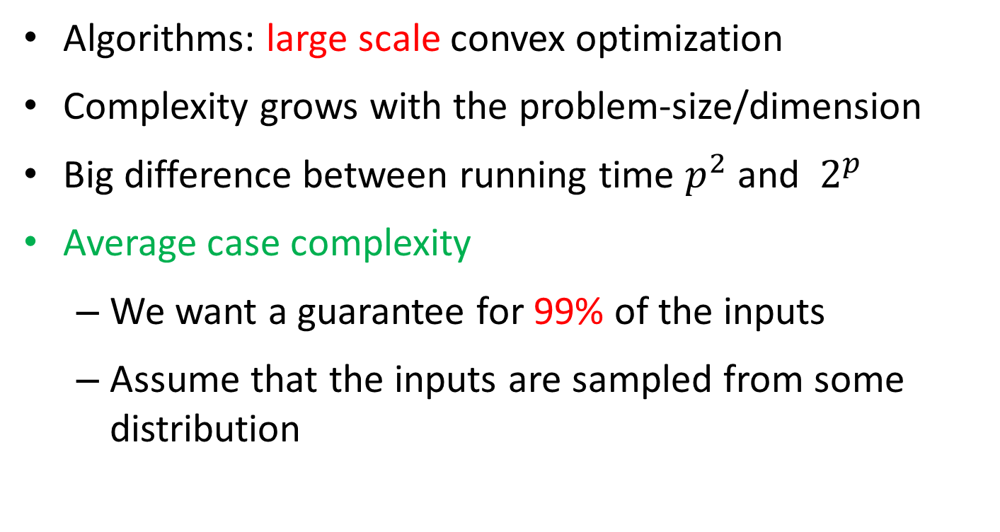 • Algorithms: large scale convex optimization
• Complexity grows with the problem-size/dimension
• Big difference between running time p² and 2ᵖ
• Average case complexity
– We want a guarantee for 99% of the inputs
– Assume that the inputs are sampled from some
distribution